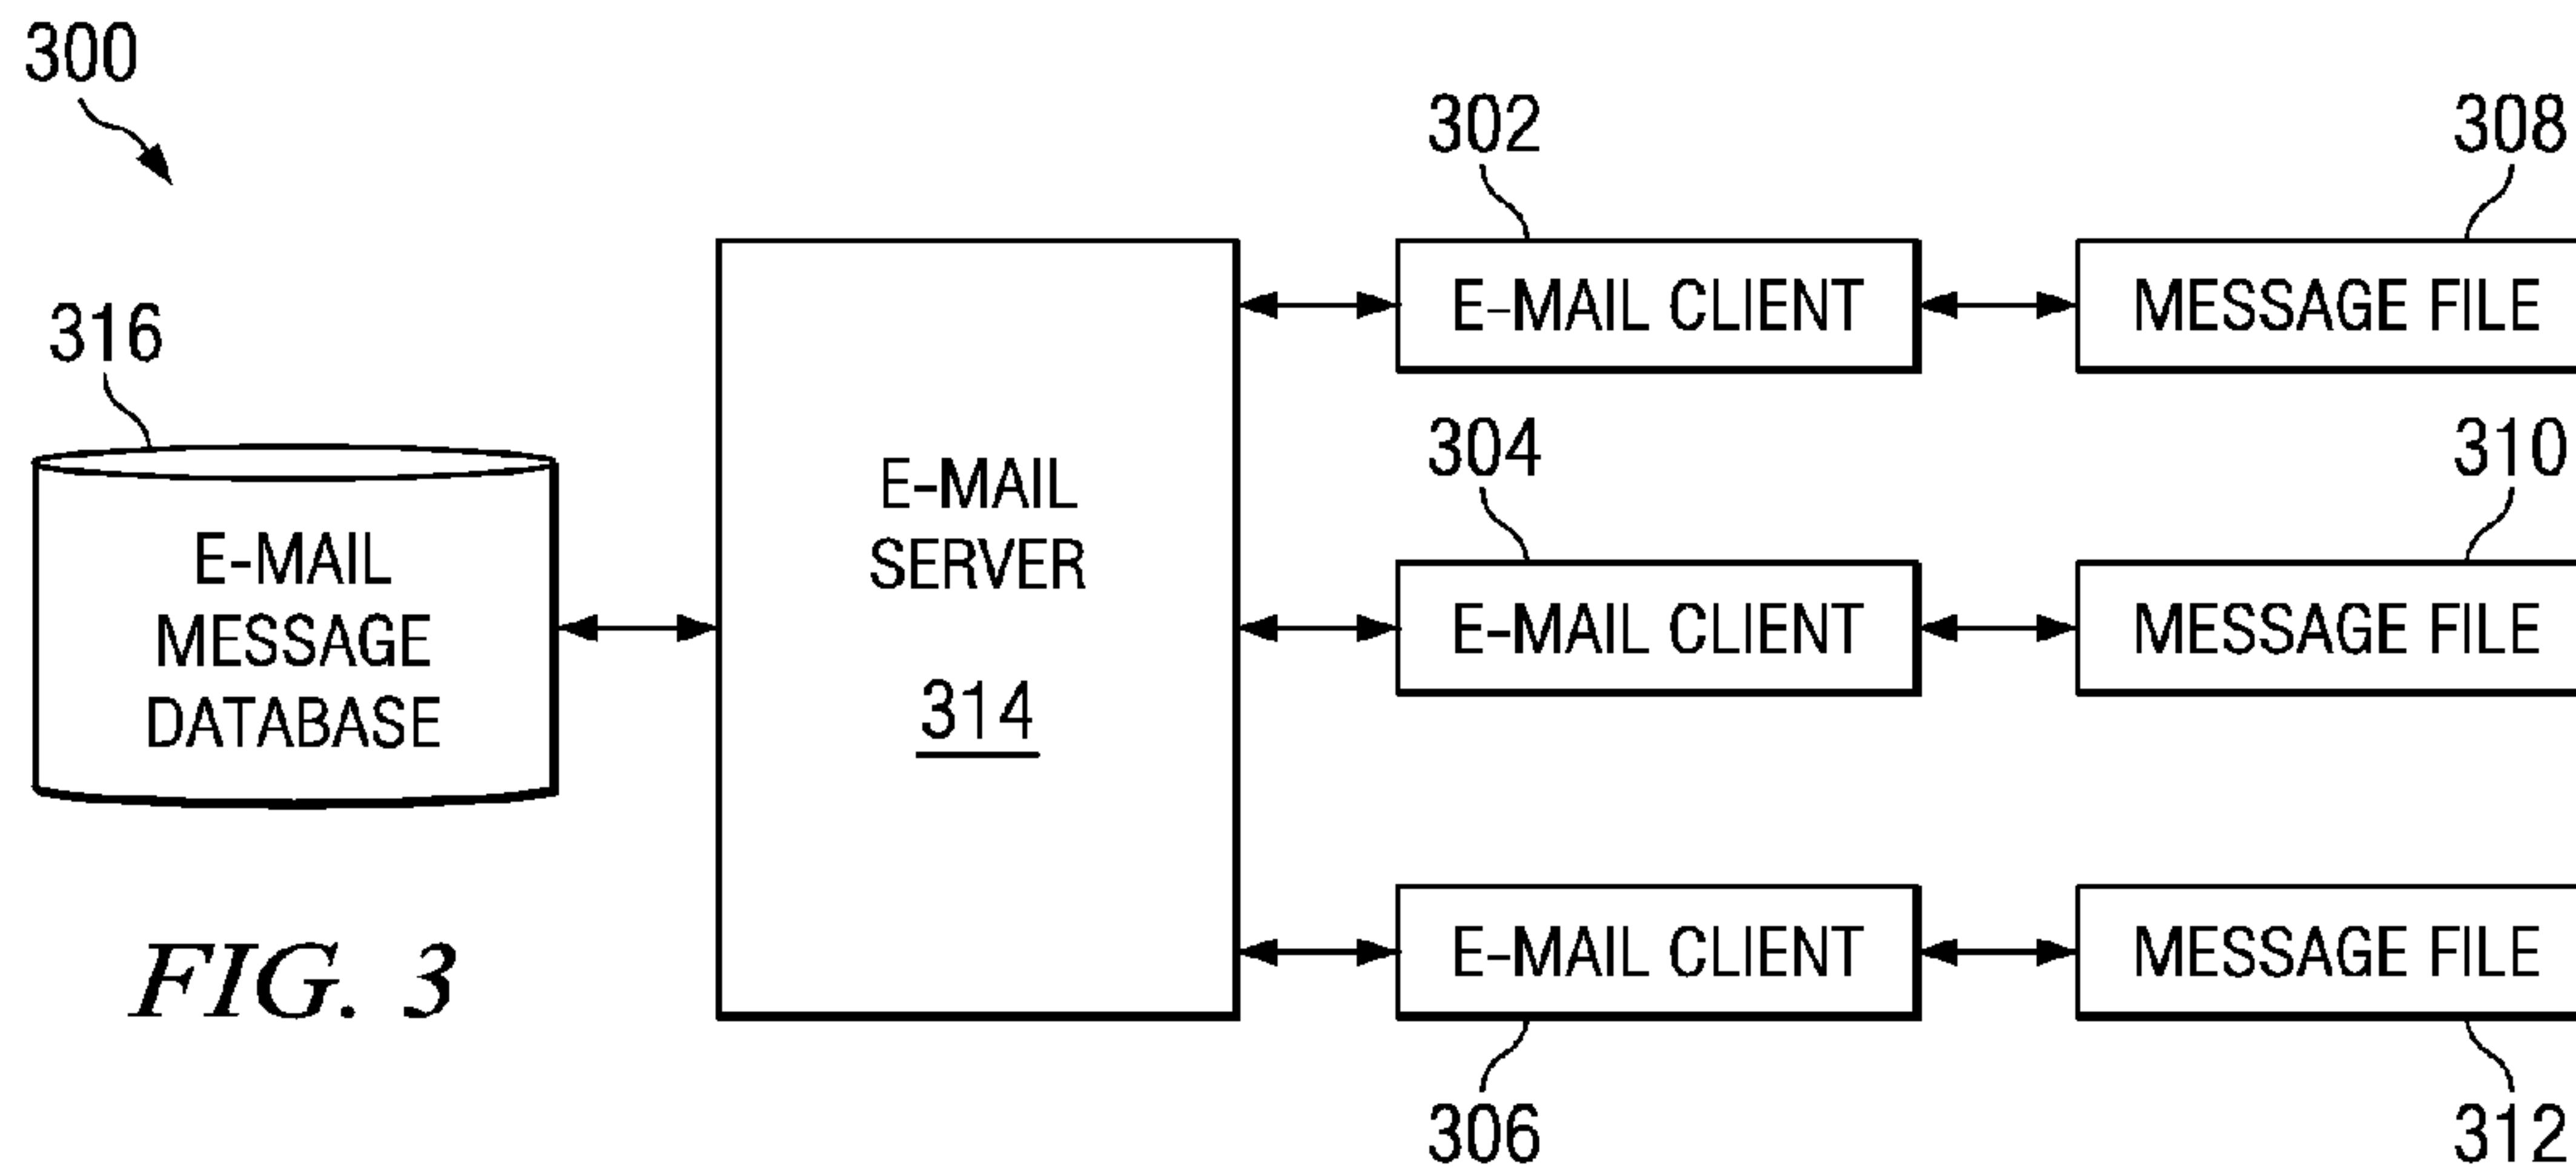 300
302
308
316
E-MAIL CLIENT
MESSAGE FILE
304
310
E-MAIL
SERVER
314
E-MAIL CLIENT
MESSAGE FILE
E-MAIL
MESSAGE
DATABASE
E-MAIL CLIENT
MESSAGE FILE
FIG. 3
306
312